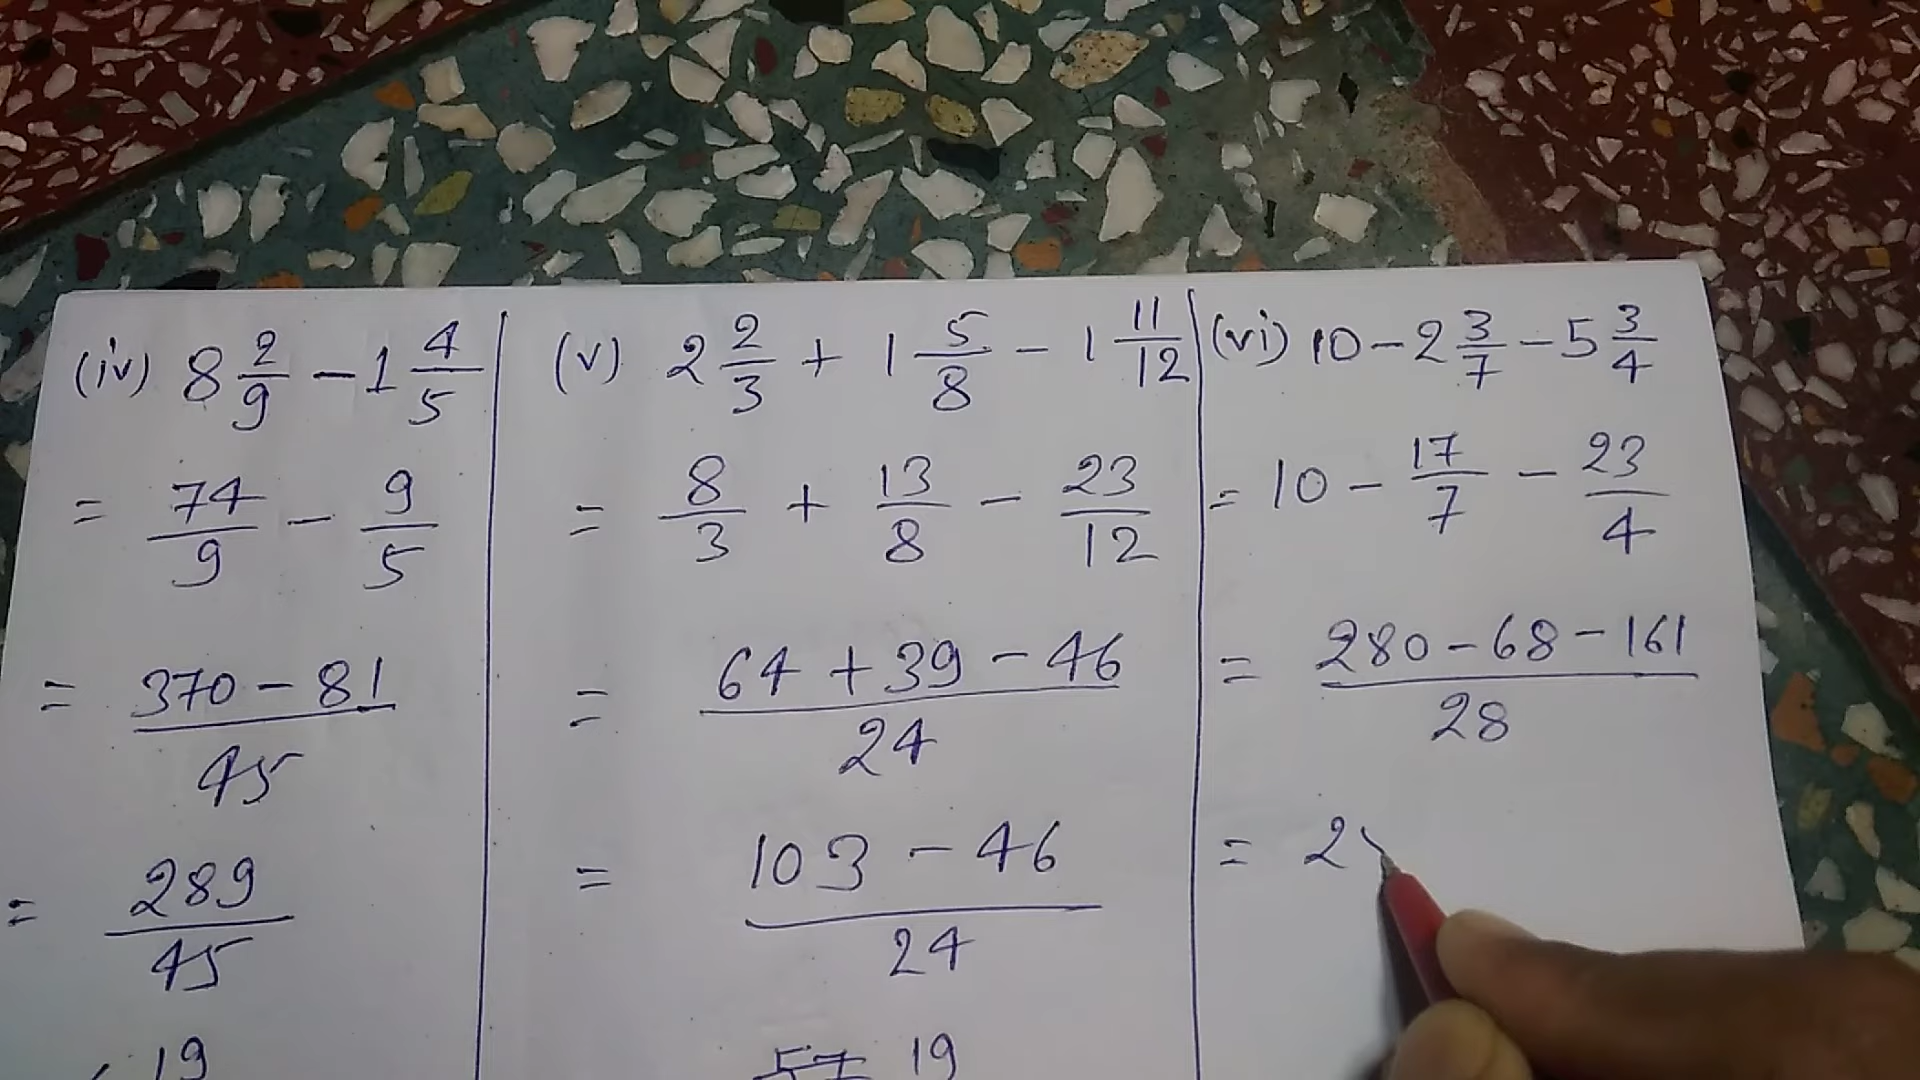 (iv) 8 2/9 - 1 4/5
= 74/9 - 9/5
= 370 - 81 / 45
= 289 / 45
19
(v) 2 2/3 + 1 5/8 - 1 11/12
= 8/3 + 13/8 - 23/12
= 64 + 39 - 46 / 24
= 103 - 46 / 24
57 19
(vi) 10 - 2 3/7 - 5 3/4
= 10 - 17/7 - 23/4
= 280 - 68 - 161 / 28
= 2